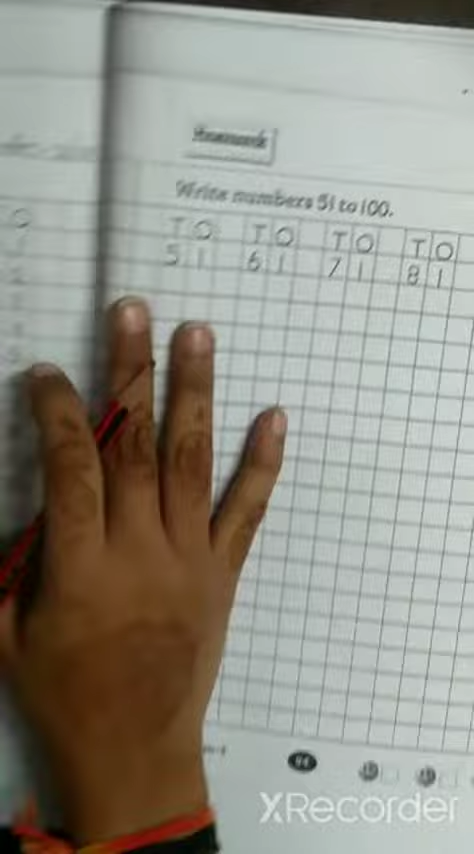 Homework
Write numbers 51 to 100.
T O T O T O T O
5 1 6 1 7 1 8 1
XRecorder